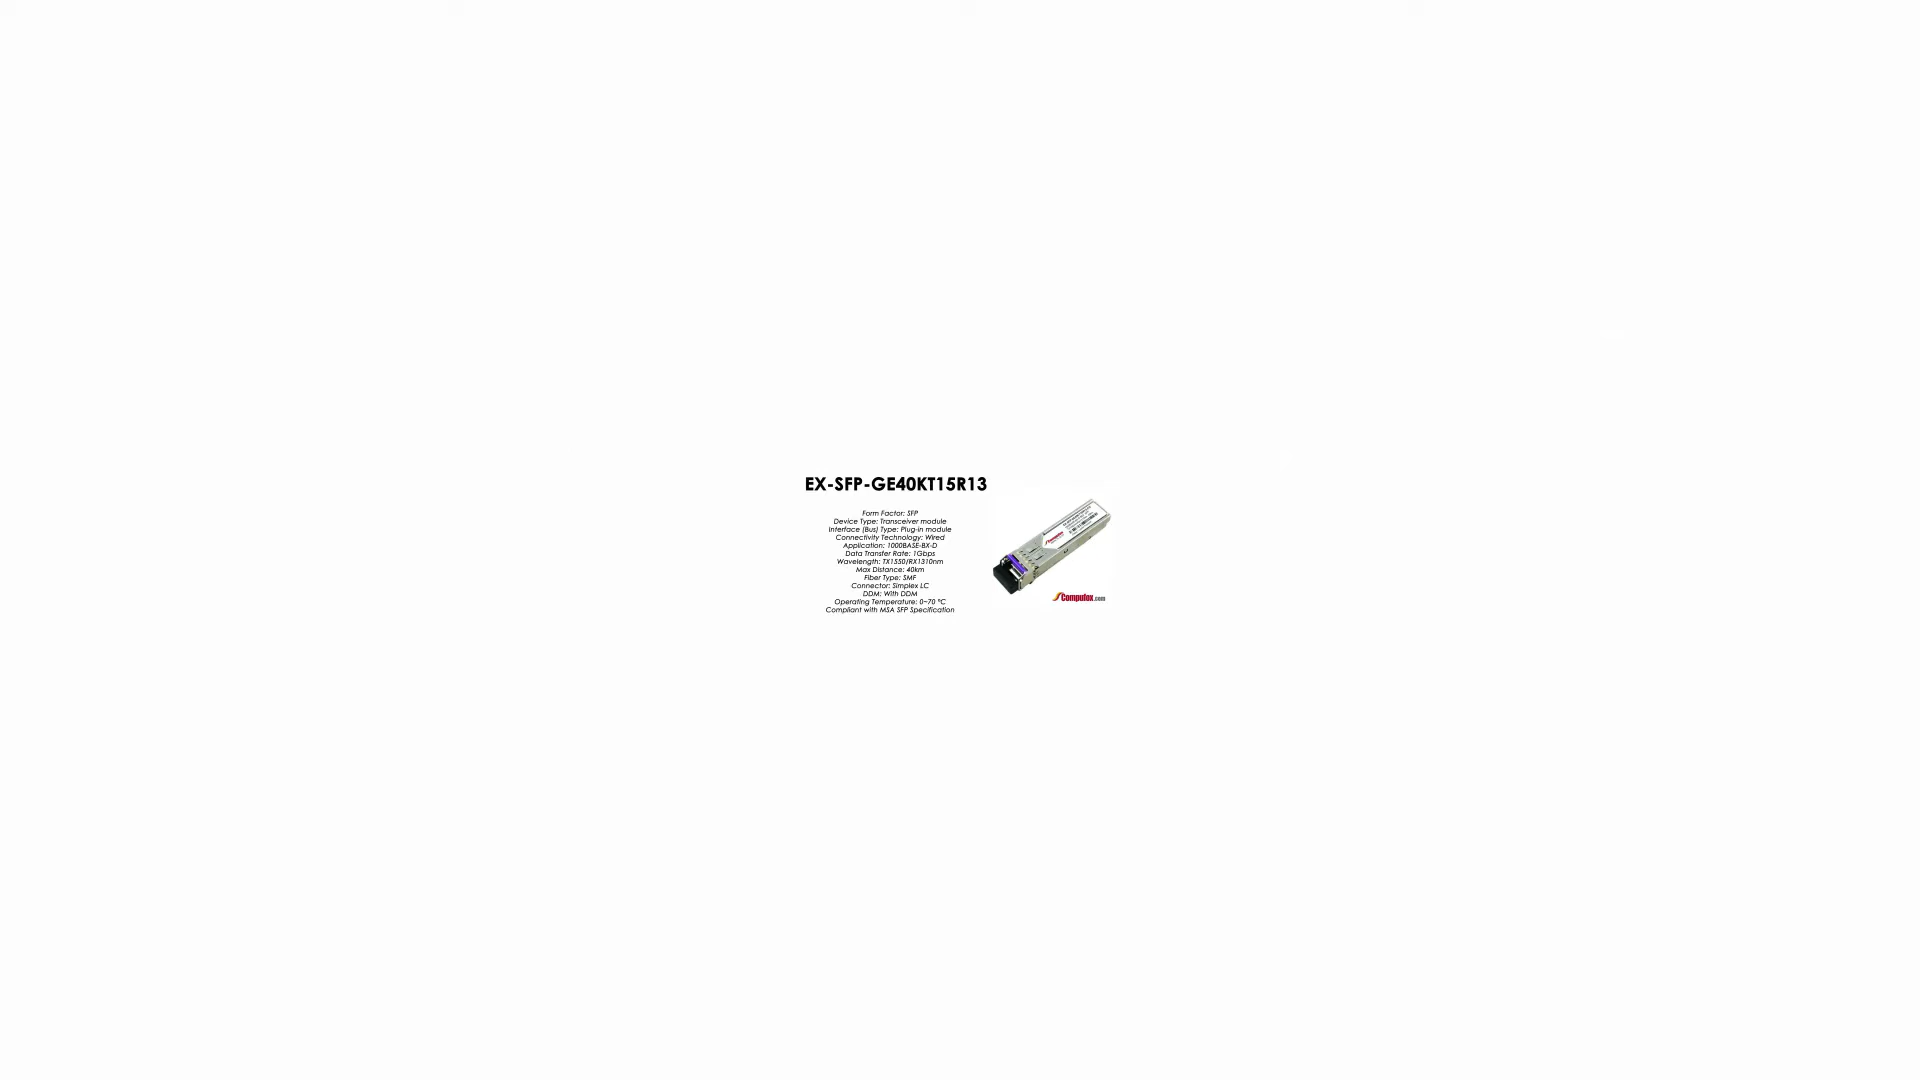 EX-SFP-GE40KT15R13
Form Factor: SFP
Device Type: Transceiver module
Interface (Bus) Type: Plug-in module
Connectivity Technology: Wired
Application: 1000BASE-BX-D
Data Transfer Rate: 1Gbps
Wavelength: TX1550/RX1310nm
Max Distance: 40km
Fiber Type: SMF
Connector: Simplex LC
DDM: With DDM
Operating Temperature: 0~70 °C
Compliant with MSA SFP Specification
Compufox.com